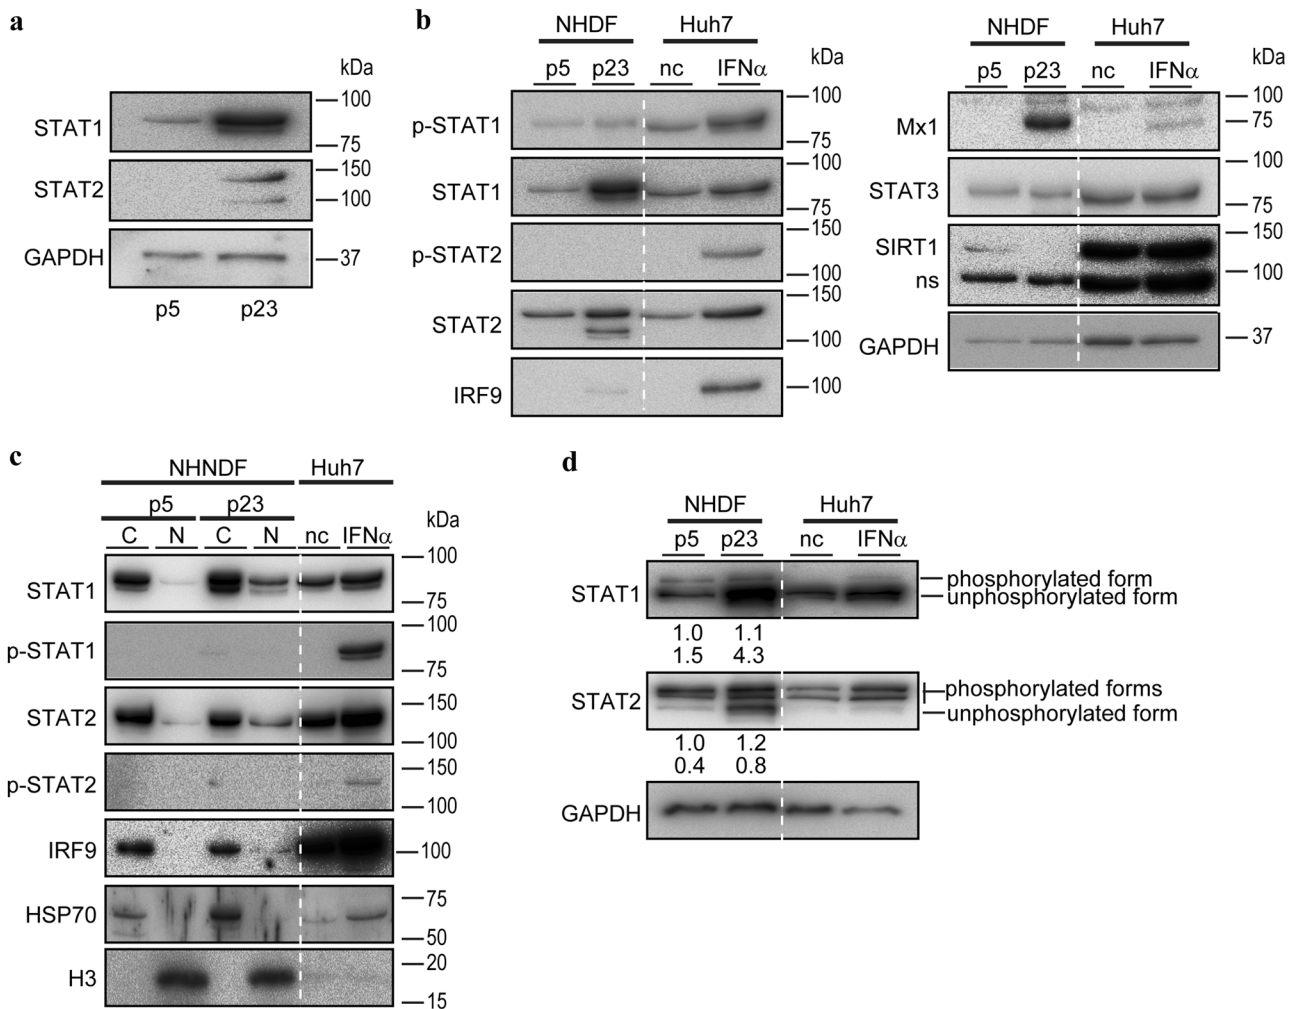 a
kDa
STAT1
100
75
STAT2
150
100
GAPDH
37
p5 p23
b
NHDF Huh7
p5 p23 nc IFNα
kDa
p-STAT1
100
75
STAT1
100
75
p-STAT2
150
100
STAT2
150
100
IRF9
100
NHDF Huh7
p5 p23 nc IFNα
kDa
Mx1
100
75
STAT3
100
75
SIRT1
150
ns
100
GAPDH
37
c
NHNDF Huh7
p5 p23
C N C N nc IFNα
kDa
STAT1
100
75
p-STAT1
100
75
STAT2
150
100
p-STAT2
150
100
IRF9
100
HSP70
75
50
H3
20
15
d
NHDF Huh7
p5 p23 nc IFNα
STAT1
phosphorylated form
unphosphorylated form
1.0 1.1
1.5 4.3
STAT2
phosphorylated forms
unphosphorylated form
1.0 1.2
0.4 0.8
GAPDH